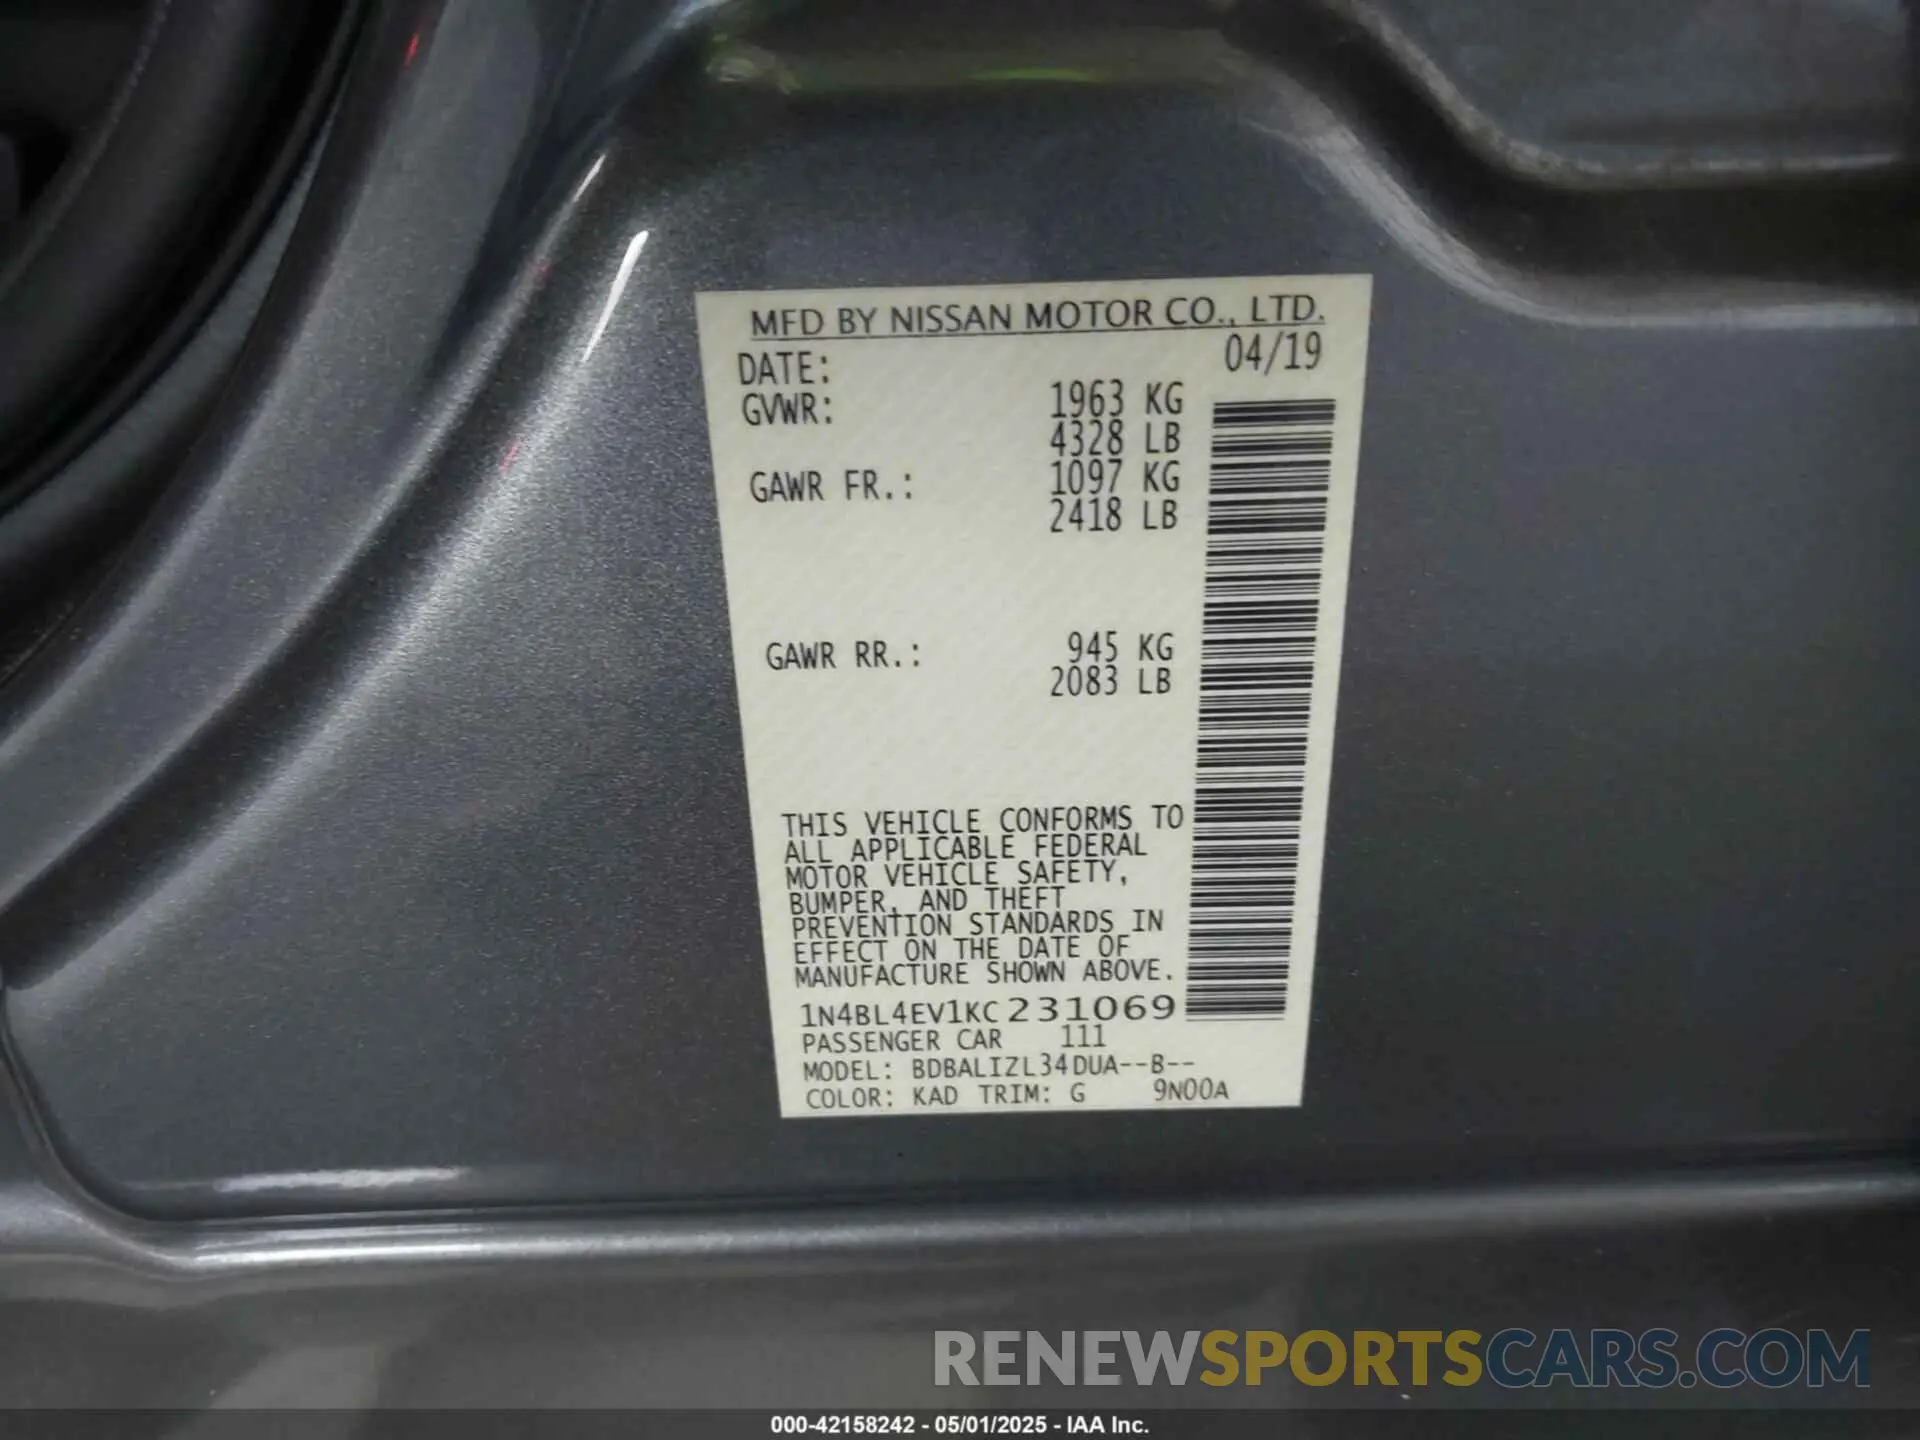 MFD BY NISSAN MOTOR CO., LTD.
DATE: 04/19
GVWR: 1963 KG
4328 LB
GAWR FR.: 1097 KG
2418 LB
GAWR RR.: 945 KG
2083 LB
THIS VEHICLE CONFORMS TO
ALL APPLICABLE FEDERAL
MOTOR VEHICLE SAFETY,
BUMPER, AND THEFT
PREVENTION STANDARDS IN
EFFECT ON THE DATE OF
MANUFACTURE SHOWN ABOVE.
1N4BL4EV1KC231069
PASSENGER CAR 111
MODEL: BDBALIZL34DUA--B--
COLOR: KAD TRIM: G 9N00A
RENEWSPORTSCARS.COM
000-42158242 - 05/01/2025 - IAA Inc.